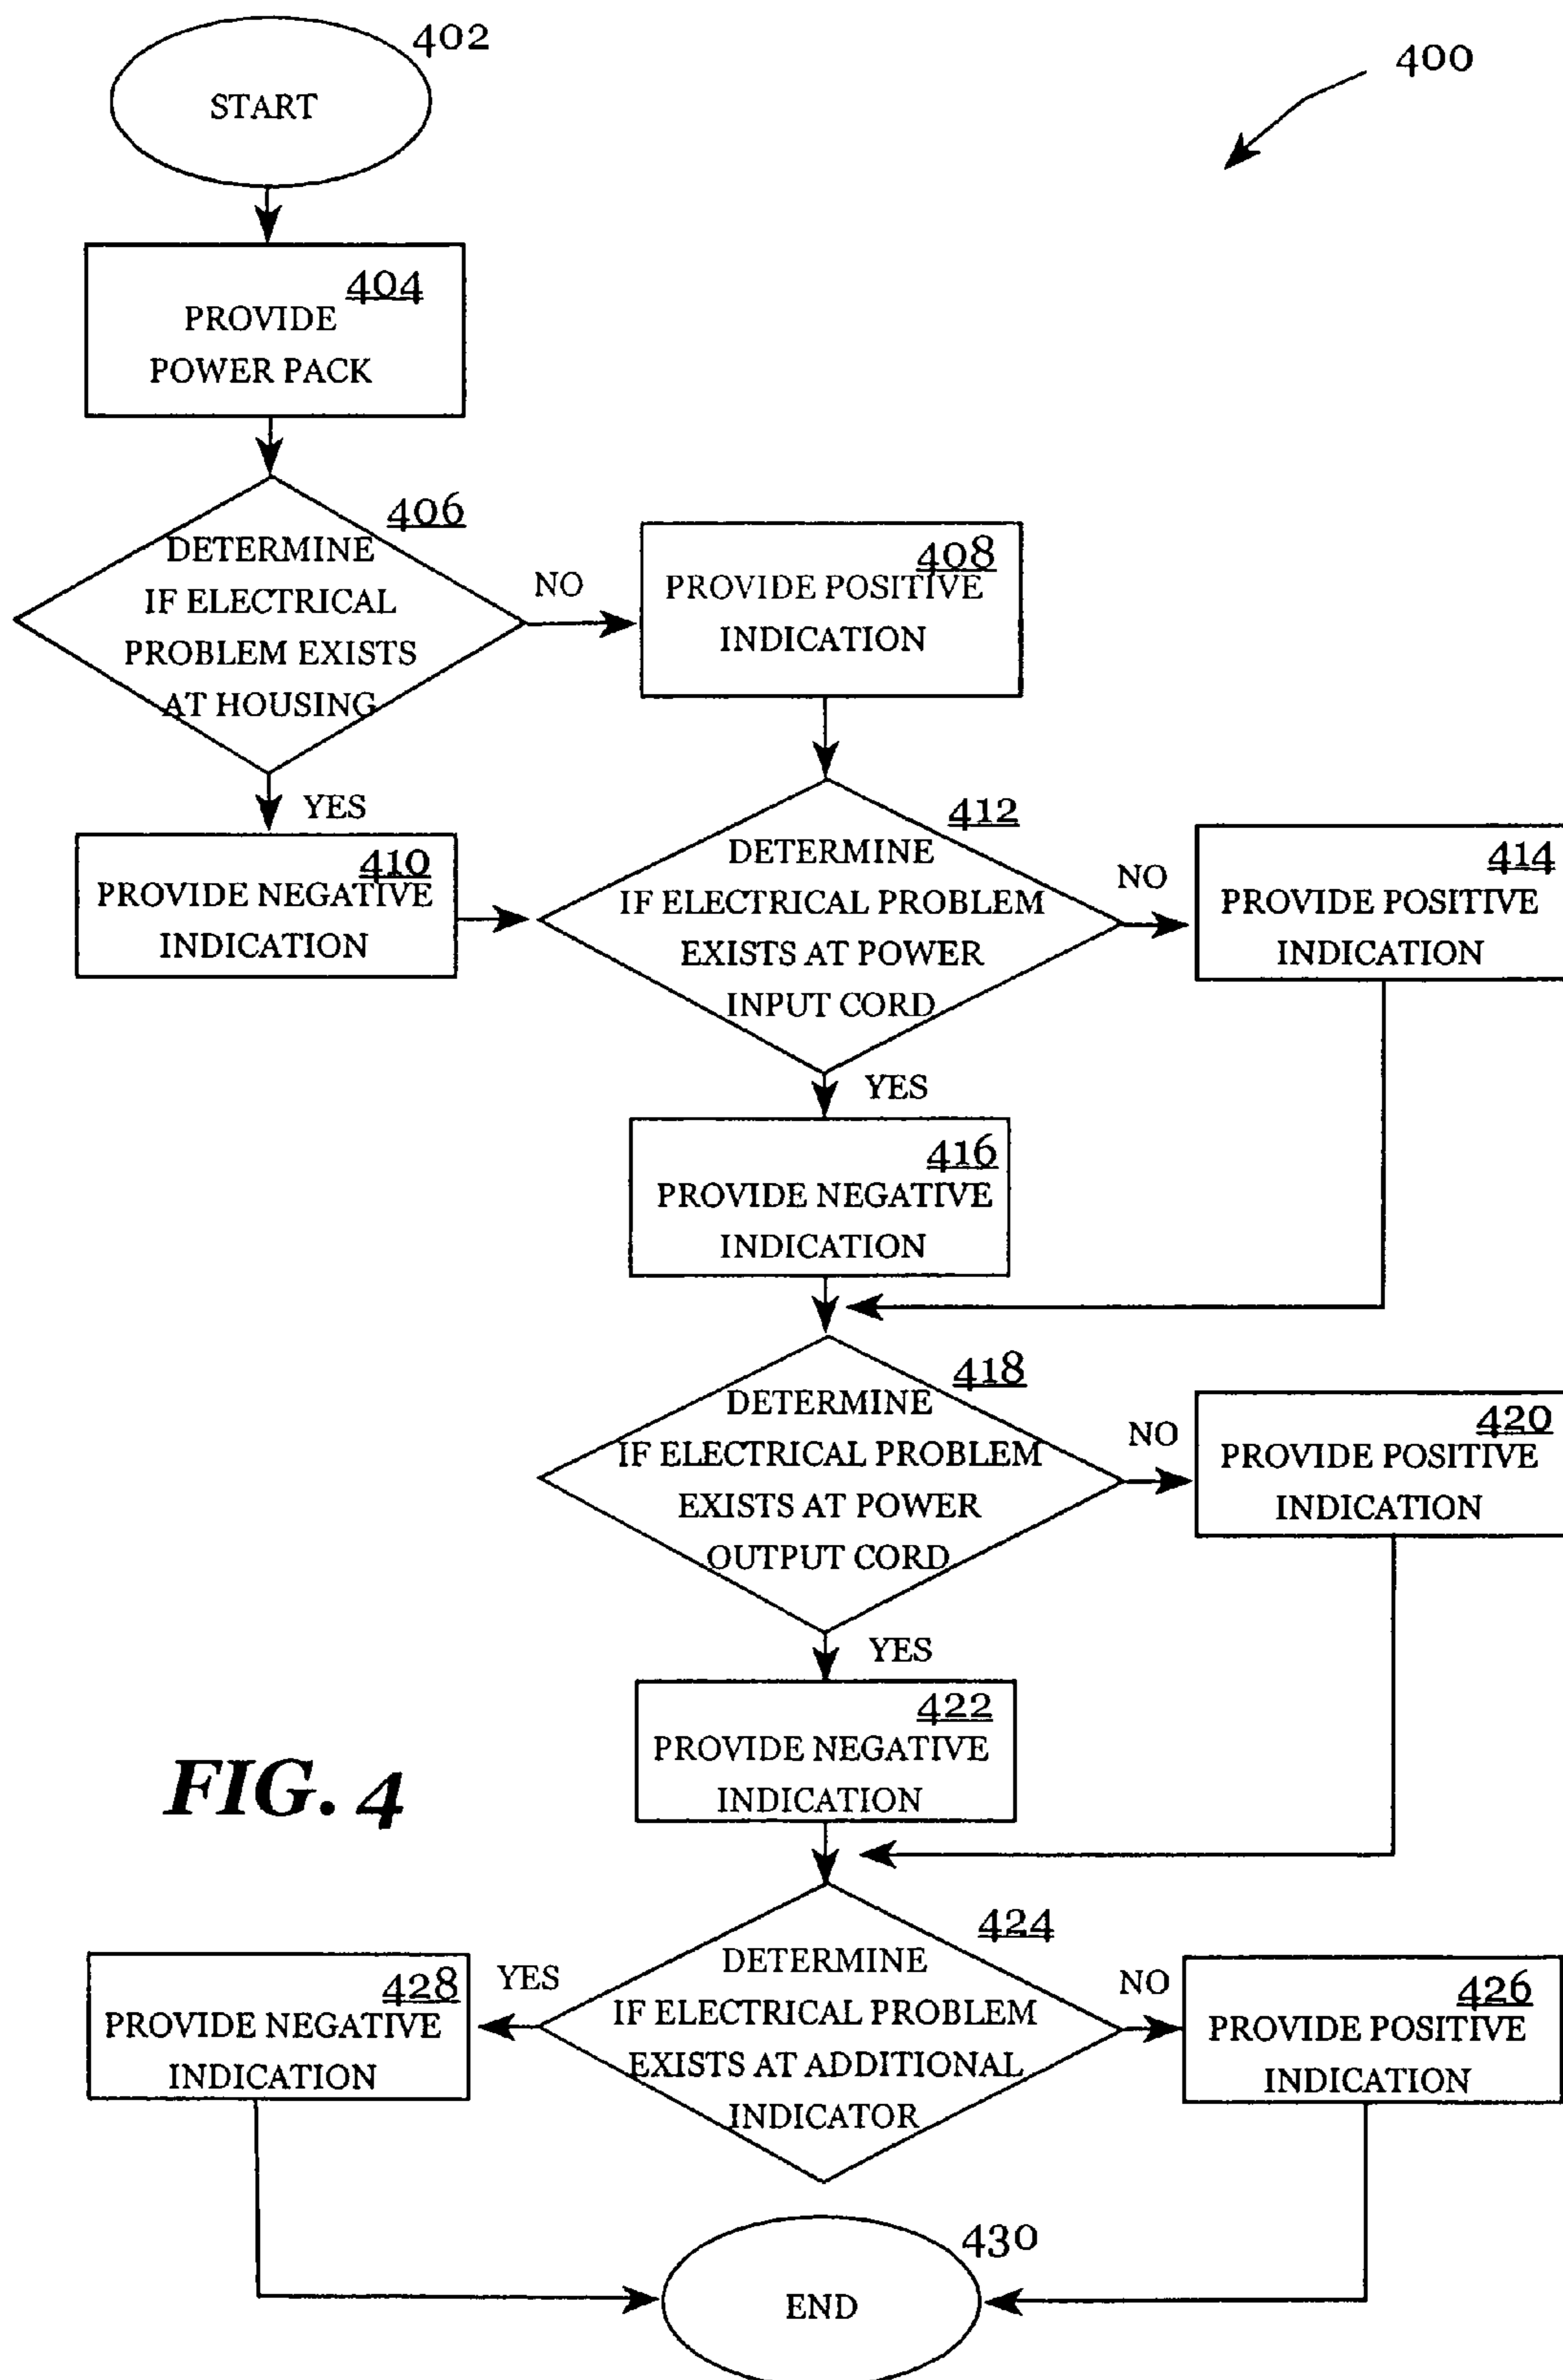 402
START
400
404
PROVIDE
POWER PACK
406
DETERMINE
IF ELECTRICAL
PROBLEM EXISTS
AT HOUSING
NO
408
PROVIDE POSITIVE
INDICATION
YES
410
PROVIDE NEGATIVE
INDICATION
412
DETERMINE
IF ELECTRICAL PROBLEM
EXISTS AT POWER
INPUT CORD
NO
414
PROVIDE POSITIVE
INDICATION
YES
416
PROVIDE NEGATIVE
INDICATION
418
DETERMINE
IF ELECTRICAL PROBLEM
EXISTS AT POWER
OUTPUT CORD
NO
420
PROVIDE POSITIVE
INDICATION
YES
422
PROVIDE NEGATIVE
INDICATION
FIG. 4
424
DETERMINE
IF ELECTRICAL PROBLEM
EXISTS AT ADDITIONAL
INDICATOR
YES
428
PROVIDE NEGATIVE
INDICATION
NO
426
PROVIDE POSITIVE
INDICATION
430
END